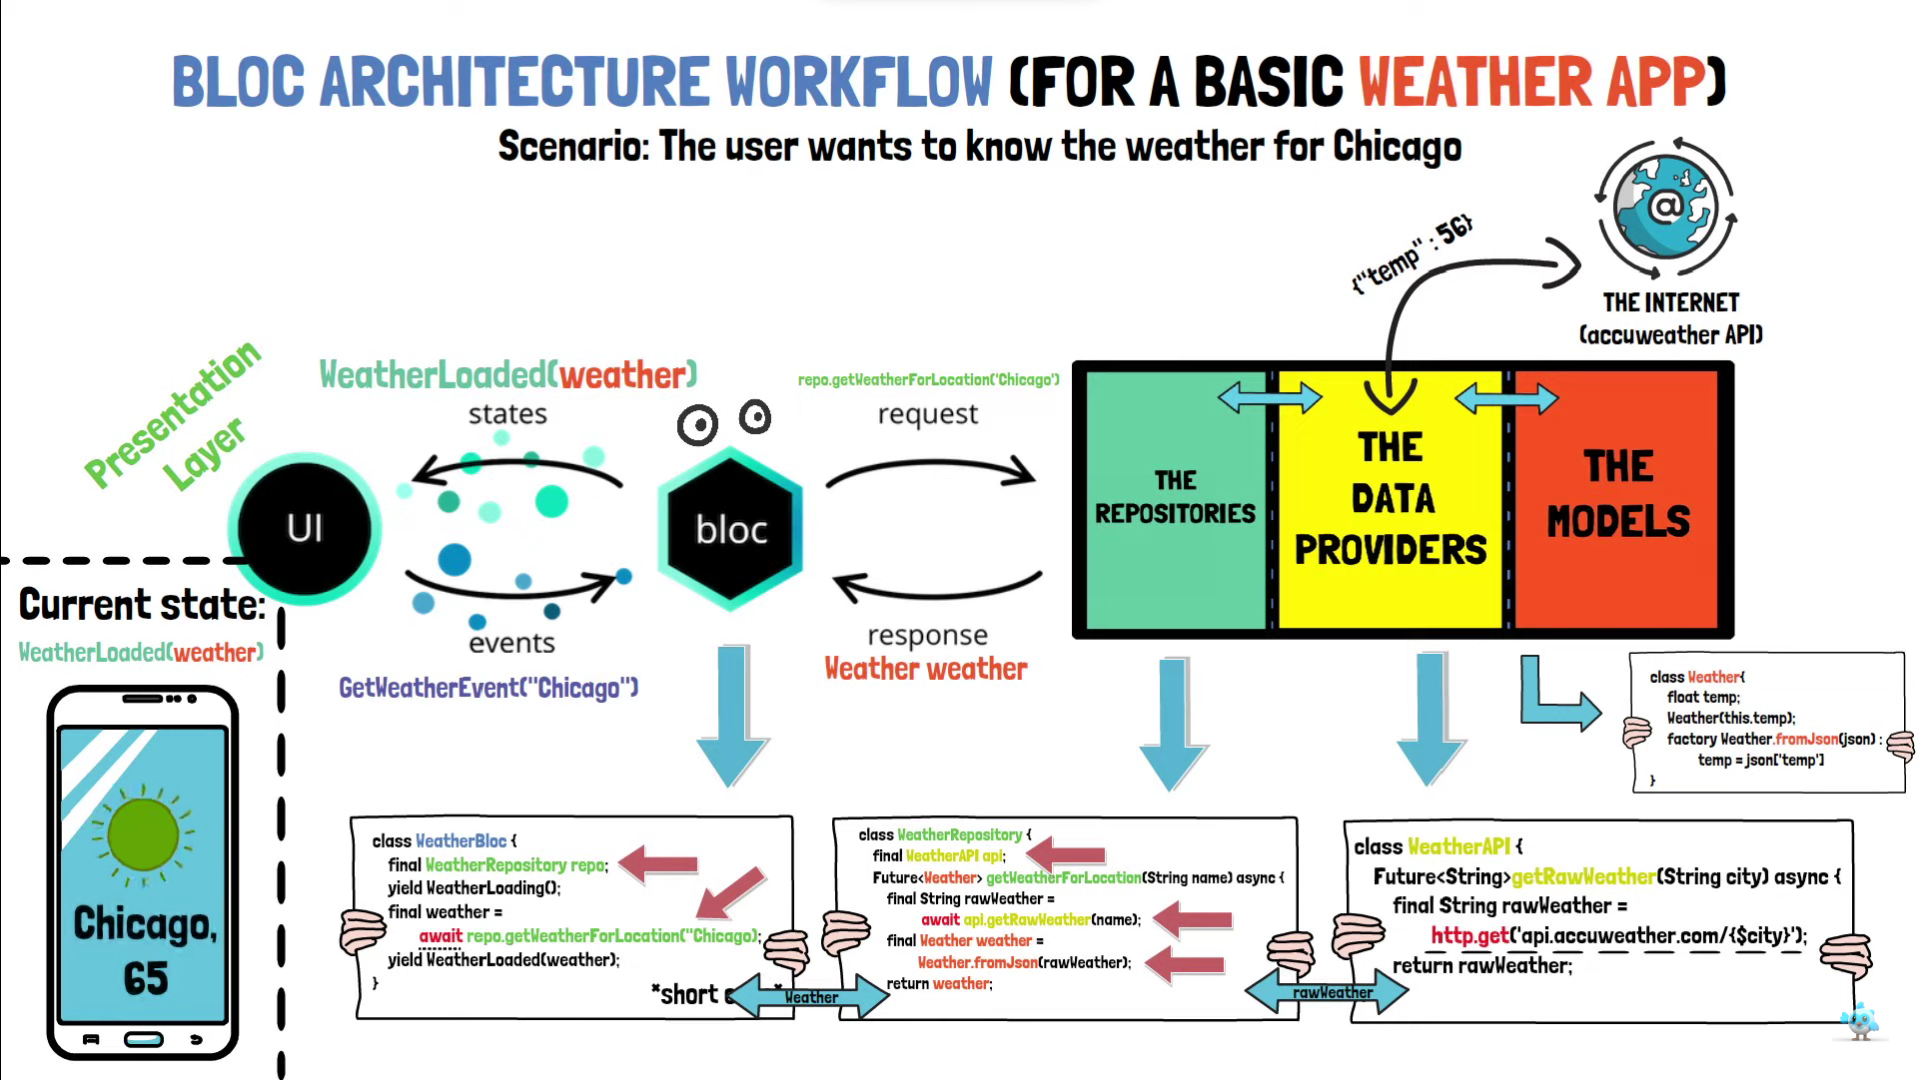 BLOC ARCHITECTURE WORKFLOW (FOR A BASIC WEATHER APP)
Scenario: The user wants to know the weather for Chicago
{"temp" : 56}
@
THE INTERNET
(accuweather API)
Presentation
Layer
WeatherLoaded(weather)
states
repo.getWeatherForLocation('Chicago')
request
UI
bloc
THE
REPOSITORIES
THE
DATA
PROVIDERS
THE
MODELS
events
GetWeatherEvent("Chicago")
response
Weather weather
Current state:
WeatherLoaded(weather)
Chicago,
65
class Weather{
float temp;
Weather(this.temp);
factory Weather.fromJson(json) :
temp = json['temp']
}
class WeatherBloc {
final WeatherRepository repo;
yield WeatherLoading();
final weather =
await repo.getWeatherForLocation("Chicago);
yield WeatherLoaded(weather);
}
*short
Weather
class WeatherRepository {
final WeatherAPI api;
Future<Weather> getWeatherForLocation(String name) async {
final String rawWeather =
await api.getRawWeather(name);
final Weather weather =
Weather.fromJson(rawWeather);
return weather;
rawWeather
class WeatherAPI {
Future<String>getRawWeather(String city) async {
final String rawWeather =
http.get('api.accuweather.com/{$city}');
return rawWeather;